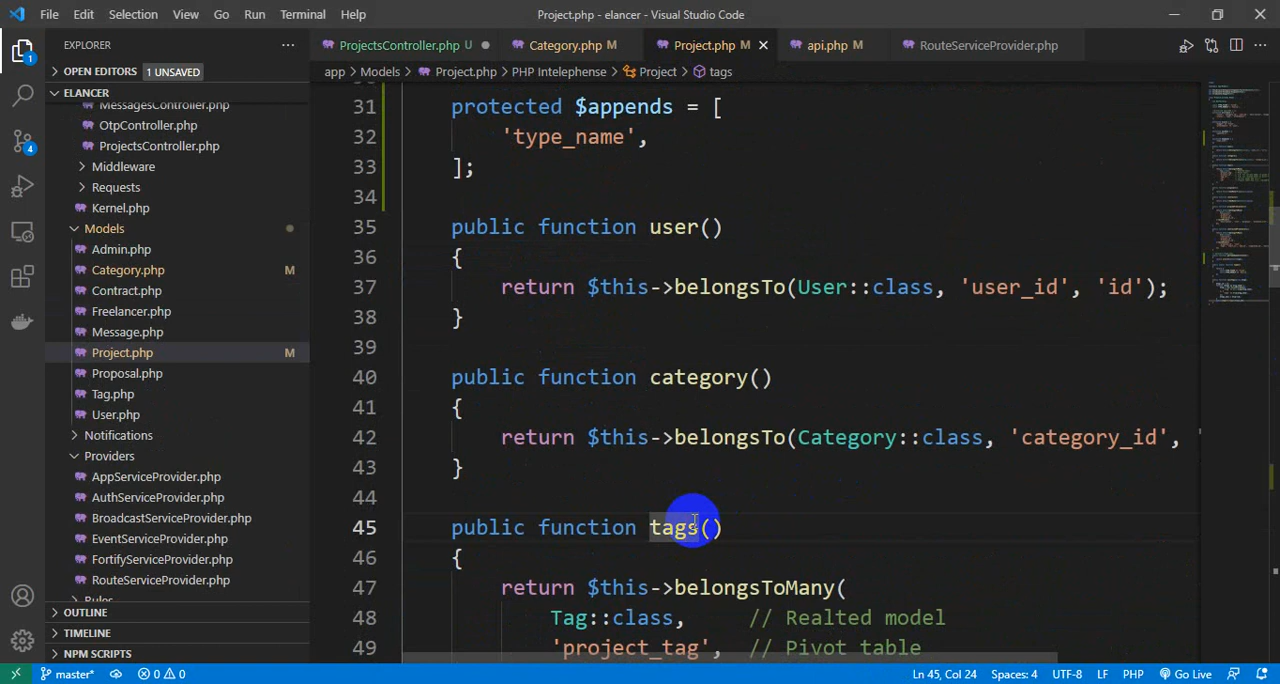 File Edit Selection View Go Run Terminal Help Project.php - elancer - Visual Studio Code
EXPLORER
ProjectsController.php U
Category.php M
Project.php M
api.php M
RouteServiceProvider.php
OPEN EDITORS 1 UNSAVED
app > Models > Project.php > PHP Intelephense > Project > tags
ELANCER
MessagesController.php
OtpController.php
ProjectsController.php
Middleware
Requests
Kernel.php
Models
Admin.php
Category.php M
Contract.php
Freelancer.php
Message.php
Project.php M
Proposal.php
Tag.php
User.php
Notifications
Providers
AppServiceProvider.php
AuthServiceProvider.php
BroadcastServiceProvider.php
EventServiceProvider.php
FortifyServiceProvider.php
RouteServiceProvider.php
Rules
OUTLINE
TIMELINE
NPM SCRIPTS
1
4
31 protected $appends = [
32 'type_name',
33 ];
34
35 public function user()
36 {
37 return $this->belongsTo(User::class, 'user_id', 'id');
38 }
39
40 public function category()
41 {
42 return $this->belongsTo(Category::class, 'category_id', '
43 }
44
45 public function tags()
46 {
47 return $this->belongsToMany(
48 Tag::class, // Realted model
49 'project_tag', // Pivot table
master* 0 0 Ln 45, Col 24 Spaces: 4 UTF-8 LF PHP Go Live